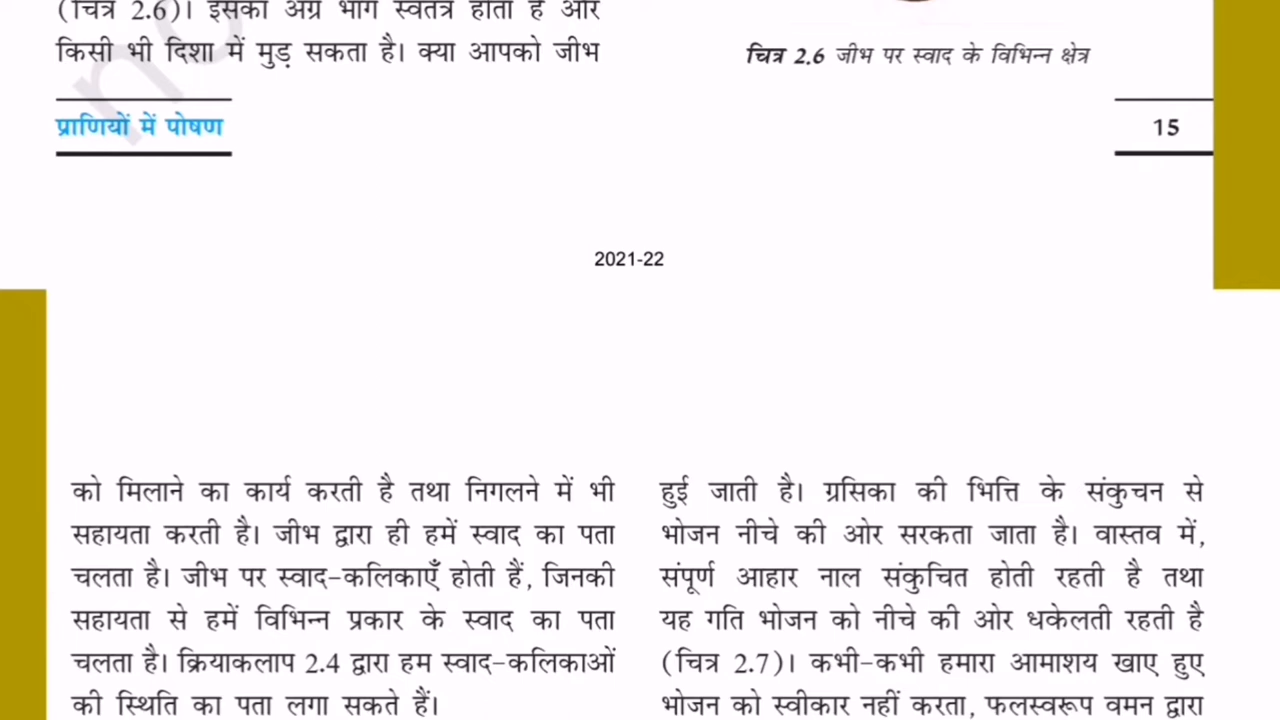 (चित्र 2.6)। इसका अग्र भाग स्वतंत्र होता है और
किसी भी दिशा में मुड़ सकता है। क्या आपको जीभ
चित्र 2.6 जीभ पर स्वाद के विभिन्न क्षेत्र
प्राणियों में पोषण
15
2021-22
को मिलाने का कार्य करती है तथा निगलने में भी
सहायता करती है। जीभ द्वारा ही हमें स्वाद का पता
चलता है। जीभ पर स्वाद-कलिकाएँ होती हैं, जिनकी
सहायता से हमें विभिन्न प्रकार के स्वाद का पता
चलता है। क्रियाकलाप 2.4 द्वारा हम स्वाद-कलिकाओं
की स्थिति का पता लगा सकते हैं।
हुई जाती है। ग्रसिका की भित्ति के संकुचन से
भोजन नीचे की ओर सरकता जाता है। वास्तव में,
संपूर्ण आहार नाल संकुचित होती रहती है तथा
यह गति भोजन को नीचे की ओर धकेलती रहती है
(चित्र 2.7)। कभी-कभी हमारा आमाशय खाए हुए
भोजन को स्वीकार नहीं करता, फलस्वरूप वमन द्वारा